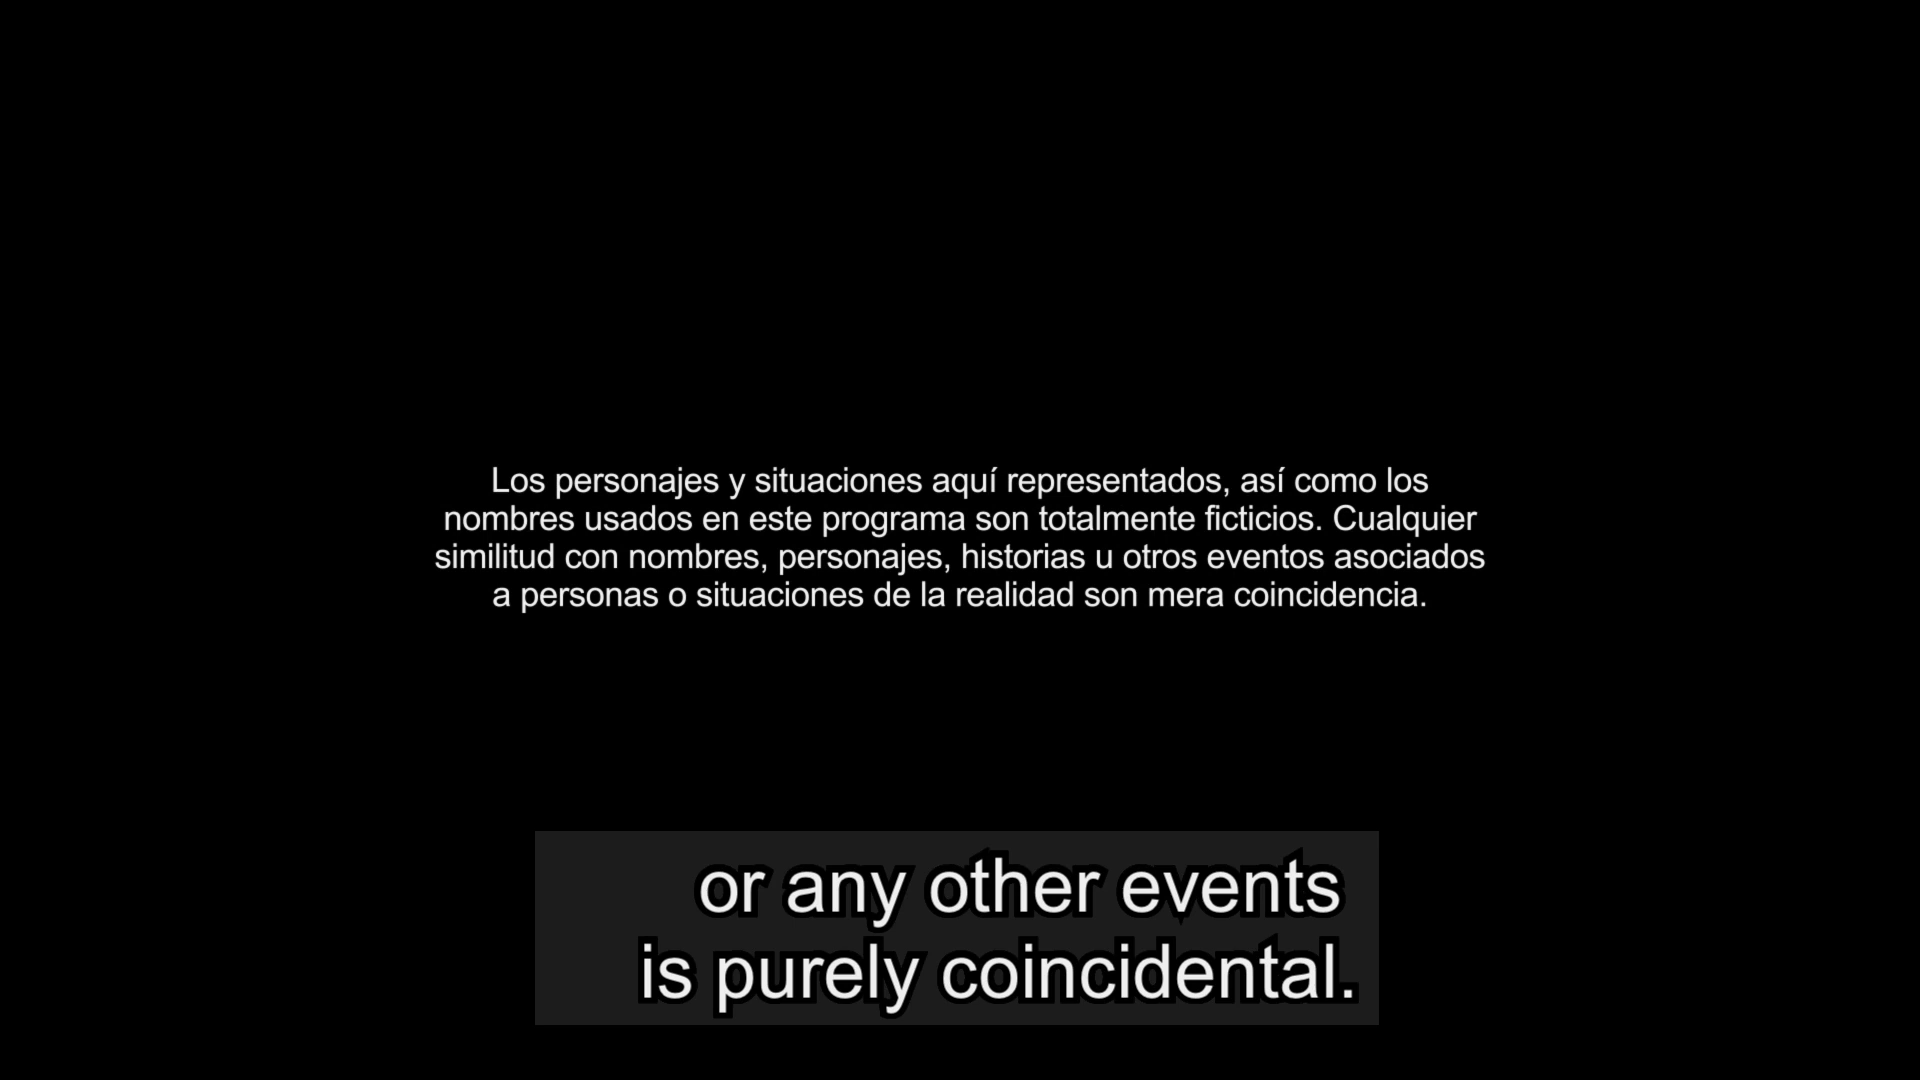 Los personajes y situaciones aquí representados, así como los
nombres usados en este programa son totalmente ficticios. Cualquier
similitud con nombres, personajes, historias u otros eventos asociados
a personas o situaciones de la realidad son mera coincidencia.
or any other events
is purely coincidental.